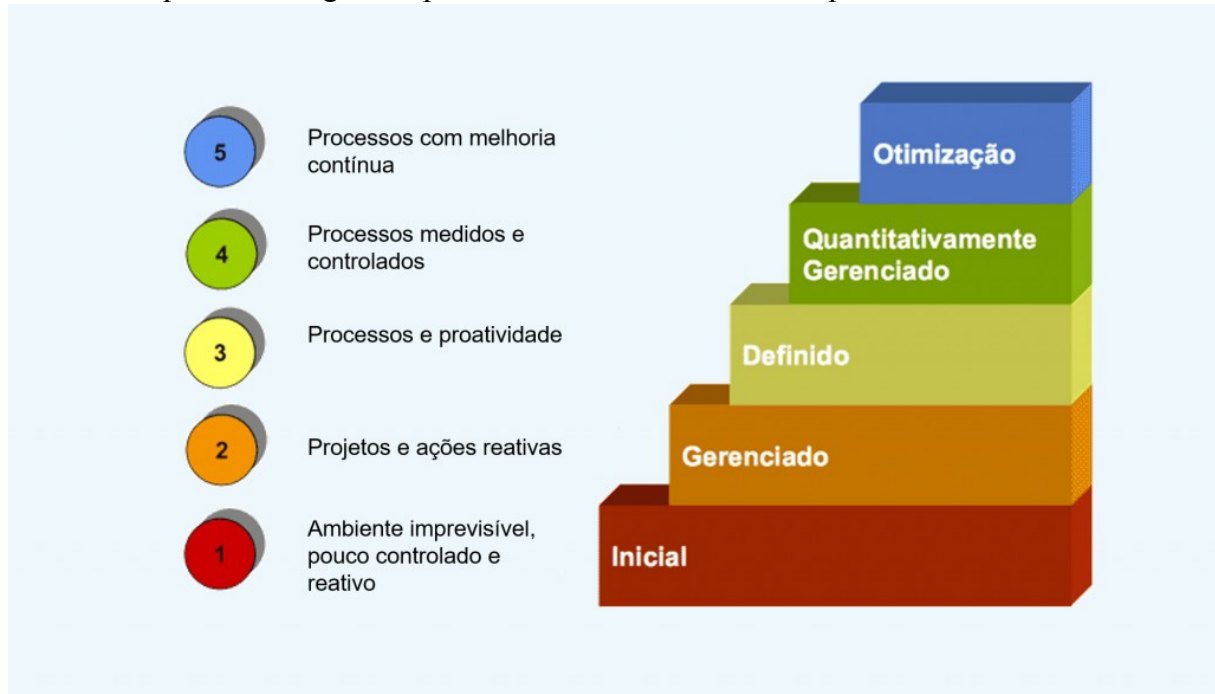 5
Processos com melhoria
contínua
4
Processos medidos e
controlados
3
Processos e proatividade
2
Projetos e ações reativas
1
Ambiente imprevisível,
pouco controlado e
reativo
Otimização
Quantitativamente
Gerenciado
Definido
Gerenciado
Inicial